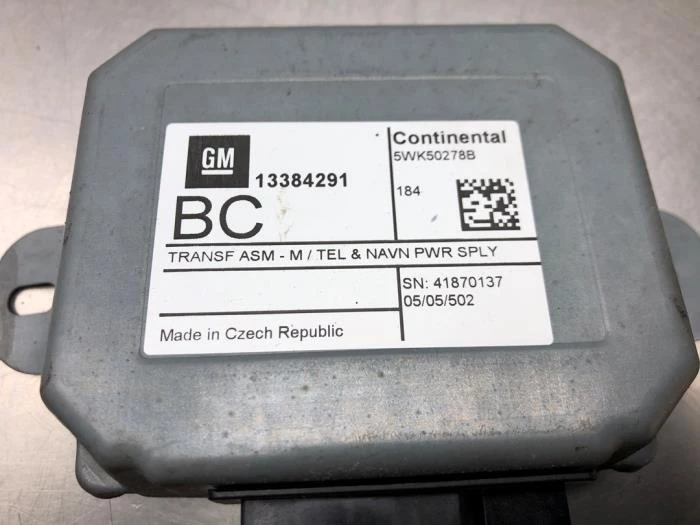 GM
13384291
BC
Continental
5WK50278B
184
TRANSF ASM - M / TEL & NAVN PWR SPLY
SN: 41870137
05/05/502
Made in Czech Republic